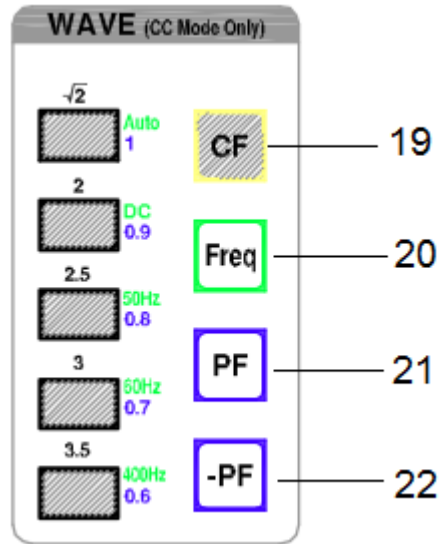 WAVE (CC Mode Only)
√2
Auto
1
CF
19
2
DC
0.9
Freq
20
2.5
50Hz
0.8
3
60Hz
0.7
PF
21
3.5
400Hz
0.6
-PF
22